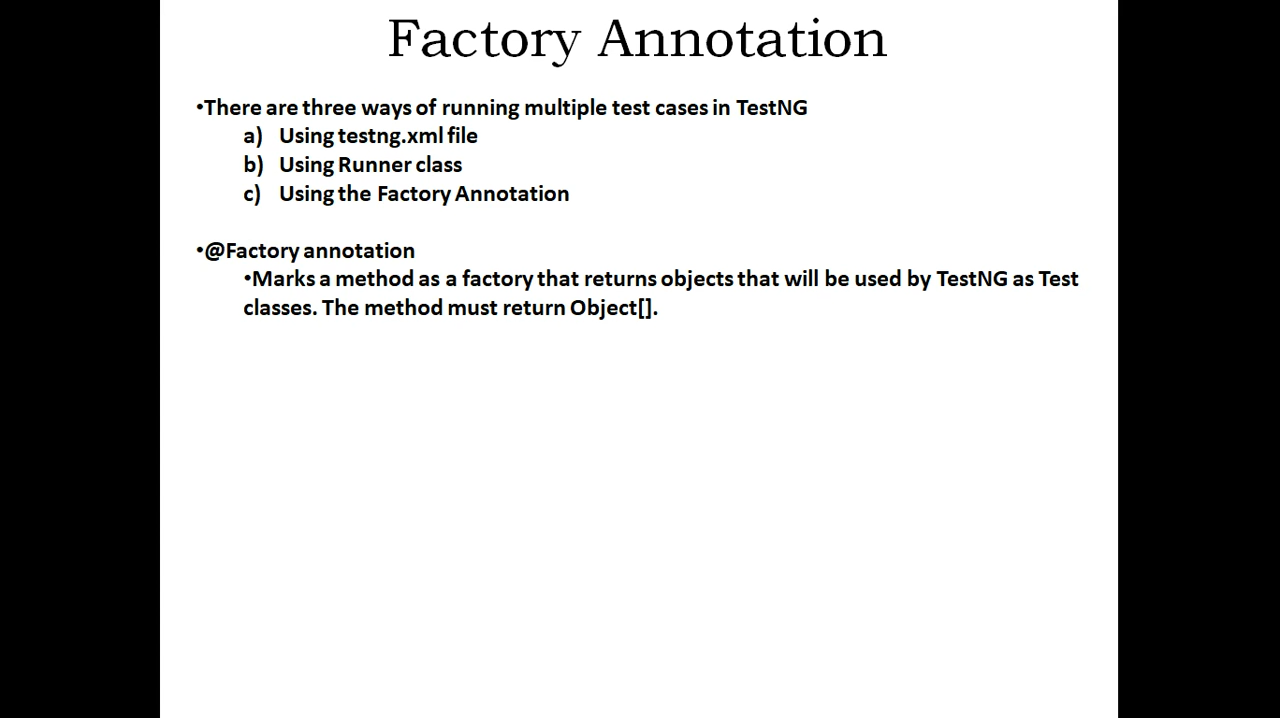 Factory Annotation
•There are three ways of running multiple test cases in TestNG
a) Using testng.xml file
b) Using Runner class
c) Using the Factory Annotation
•@Factory annotation
•Marks a method as a factory that returns objects that will be used by TestNG as Test
classes. The method must return Object[].